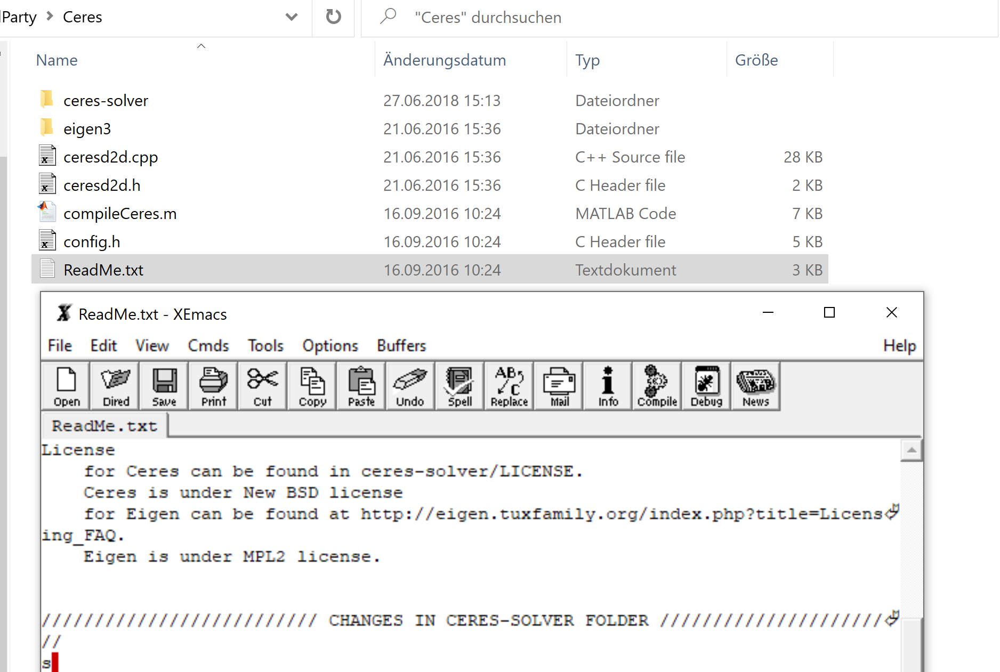 Party > Ceres
"Ceres" durchsuchen
Name Änderungsdatum Typ Größe
ceres-solver 27.06.2018 15:13 Dateiordner
eigen3 21.06.2016 15:36 Dateiordner
ceresd2d.cpp 21.06.2016 15:36 C++ Source file 28 KB
ceresd2d.h 21.06.2016 15:36 C Header file 2 KB
compileCeres.m 16.09.2016 10:24 MATLAB Code 7 KB
config.h 16.09.2016 10:24 C Header file 5 KB
ReadMe.txt 16.09.2016 10:24 Textdokument 3 KB
ReadMe.txt - XEmacs
File Edit View Cmds Tools Options Buffers Help
Open Dired Save Print Cut Copy Paste Undo Spell Replace Mail Info Compile Debug News
ReadMe.txt
License
for Ceres can be found in ceres-solver/LICENSE.
Ceres is under New BSD license
for Eigen can be found at http://eigen.tuxfamily.org/index.php?title=Licens
ing_FAQ.
Eigen is under MPL2 license.
////////////////////////// CHANGES IN CERES-SOLVER FOLDER /////////////////////
//
s